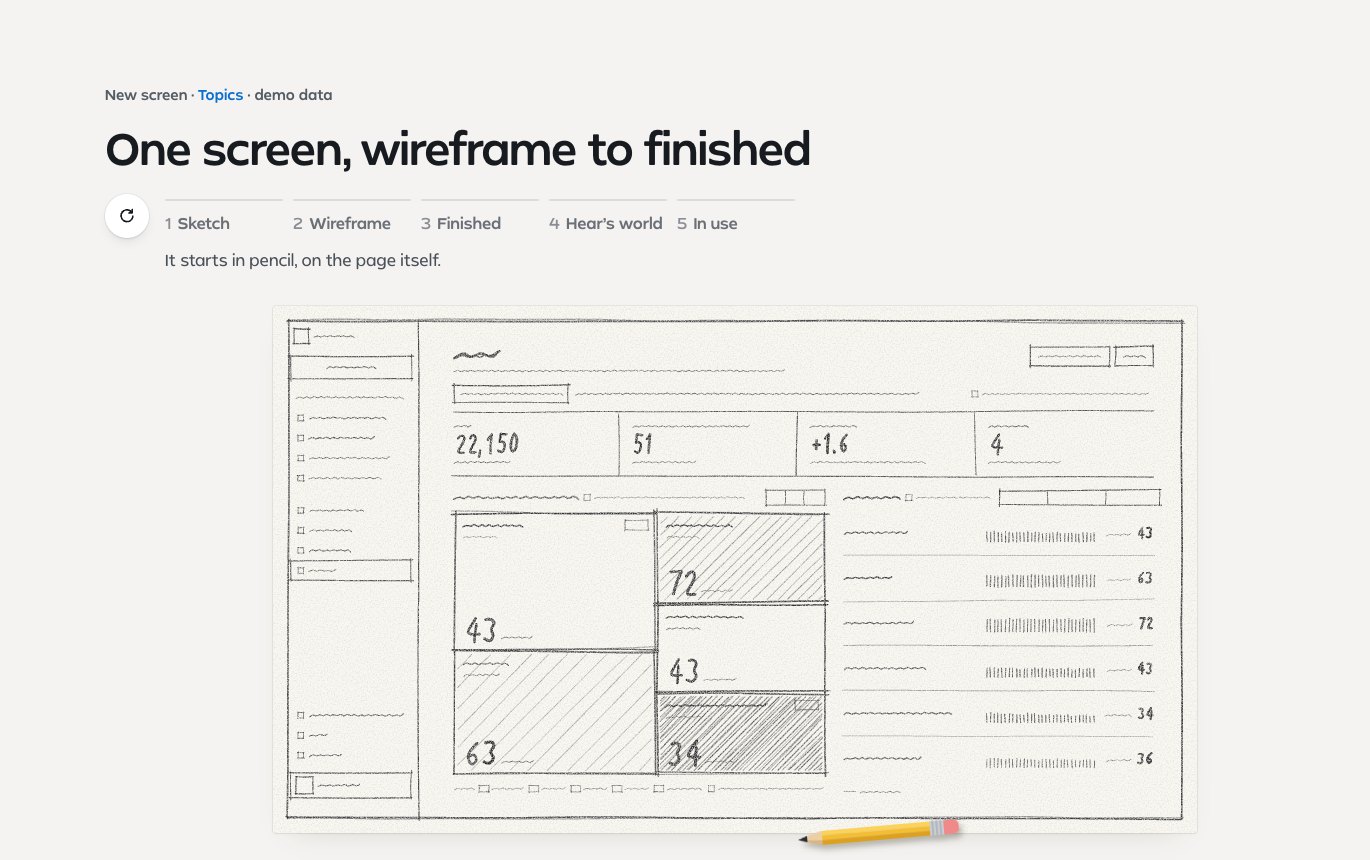 New screen · Topics · demo data
One screen, wireframe to finished
1 Sketch 2 Wireframe 3 Finished 4 Hear's world 5 In use
It starts in pencil, on the page itself.
22,150 51 +1.6 4
43
72
43
63
34
43
63
72
43
34
36